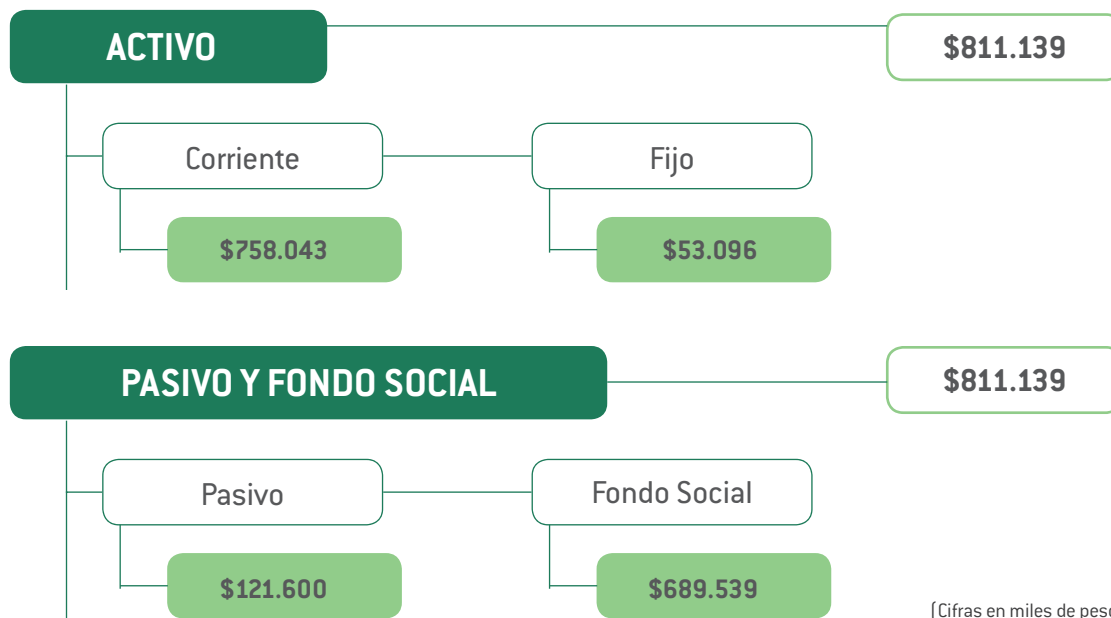 ACTIVO
$811.139
Corriente
Fijo
$758.043
$53.096
PASIVO Y FONDO SOCIAL
$811.139
Pasivo
Fondo Social
$121.600
$689.539
(Cifras en miles de